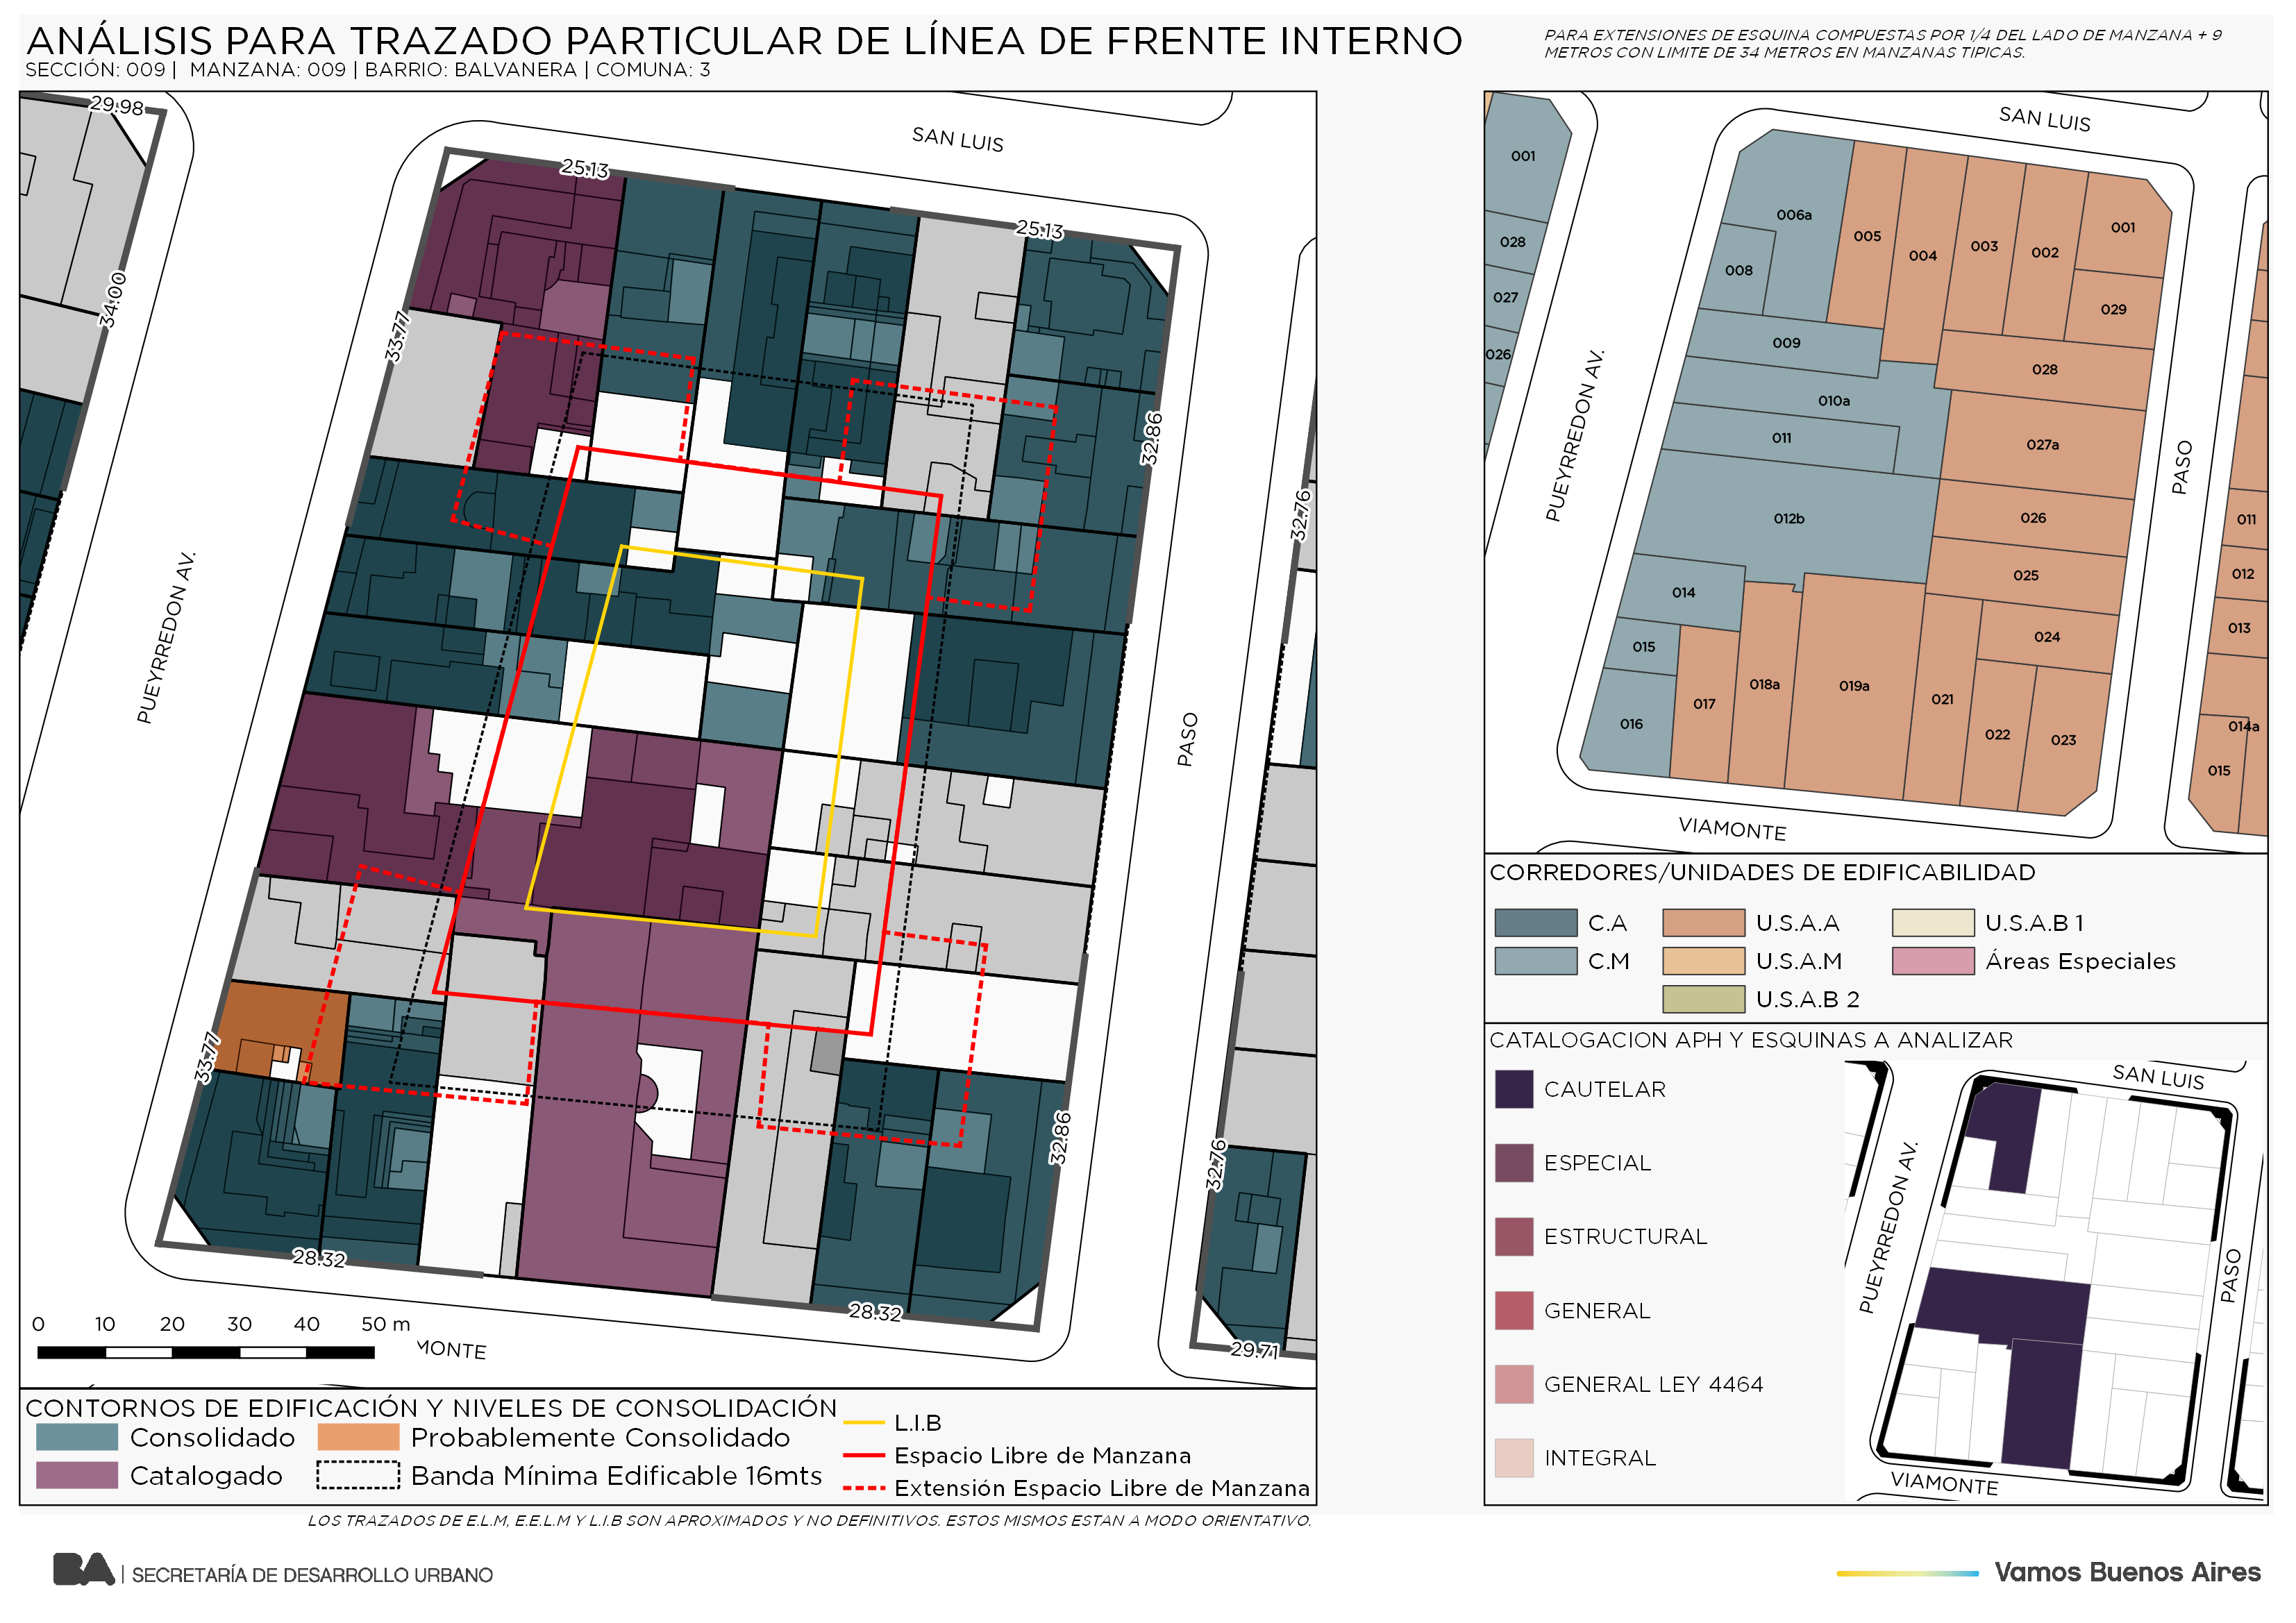 ANÁLISIS PARA TRAZADO PARTICULAR DE LÍNEA DE FRENTE INTERNO
SECCIÓN: 009 | MANZANA: 009 | BARRIO: BALVANERA | COMUNA: 3
PARA EXTENSIONES DE ESQUINA COMPUESTAS POR 1/4 DEL LADO DE MANZANA + 9
METROS CON LIMITE DE 34 METROS EN MANZANAS TIPICAS.
29.98
34.00
25.13
SAN LUIS
25.13
33.77
32.86
32.76
PUEYRREDON AV.
PASO
33.77
32.86
32.76
28.32
28.32
29.71
0 10 20 30 40 50 m
MONTE
CONTORNOS DE EDIFICACIÓN Y NIVELES DE CONSOLIDACIÓN
Consolidado
Probablemente Consolidado
Catalogado
Banda Mínima Edificable 16mts
L.I.B
Espacio Libre de Manzana
Extensión Espacio Libre de Manzana
SAN LUIS
001
006a
005
004
003
002
001
028
008
029
027
009
028
026
010a
011
027a
PUEYRREDON AV.
PASO
012b
026
011
025
012
014
024
013
015
018a
019a
021
017
016
022
023
014a
015
VIAMONTE
CORREDORES/UNIDADES DE EDIFICABILIDAD
C.A
U.S.A.A
U.S.A.B 1
C.M
U.S.A.M
Áreas Especiales
U.S.A.B 2
CATALOGACION APH Y ESQUINAS A ANALIZAR
CAUTELAR
ESPECIAL
ESTRUCTURAL
GENERAL
GENERAL LEY 4464
INTEGRAL
SAN LUIS
PUEYRREDON AV.
PASO
VIAMONTE
LOS TRAZADOS DE E.L.M, E.E.L.M Y L.I.B SON APROXIMADOS Y NO DEFINITIVOS. ESTOS MISMOS ESTAN A MODO ORIENTATIVO.
BA | SECRETARÍA DE DESARROLLO URBANO
Vamos Buenos Aires